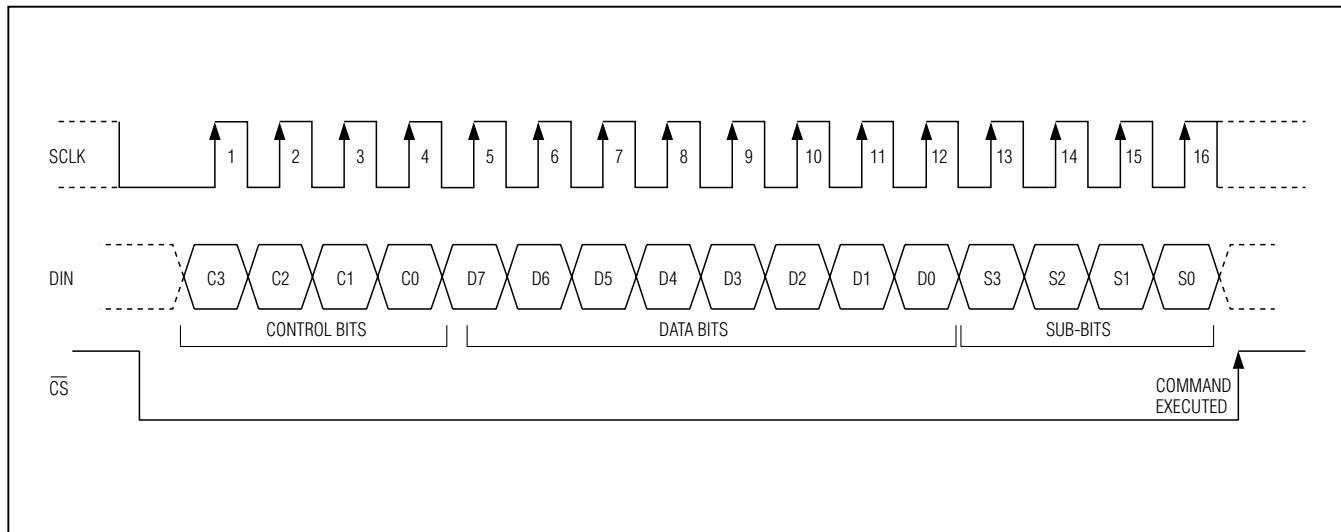 SCLK 1 2 3 4 5 6 7 8 9 10 11 12 13 14 15 16
DIN C3 C2 C1 C0 D7 D6 D5 D4 D3 D2 D1 D0 S3 S2 S1 S0
CONTROL BITS DATA BITS SUB-BITS
CS
COMMAND
EXECUTED